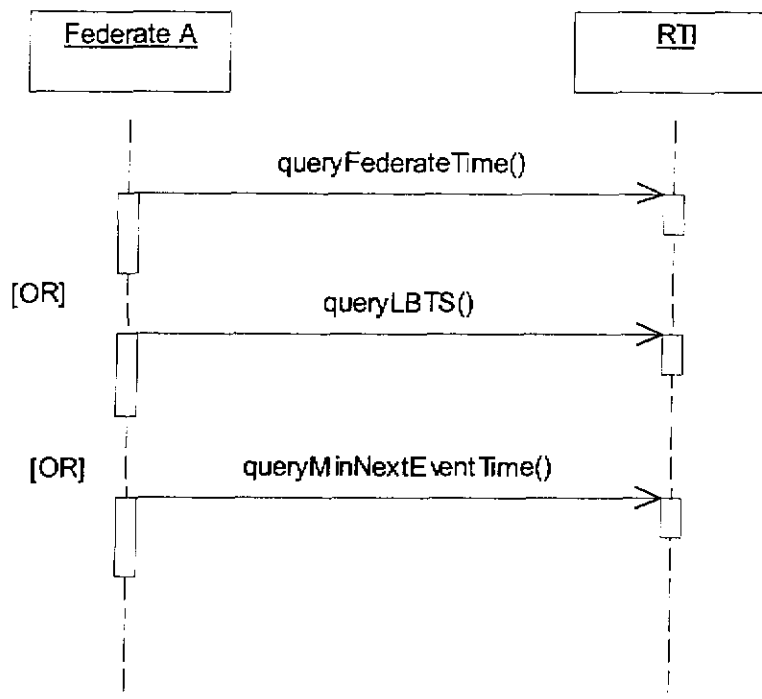 Federate A
RTI
queryFederateTime()
[OR]
queryLBTS()
[OR]
queryMinNextEventTime()